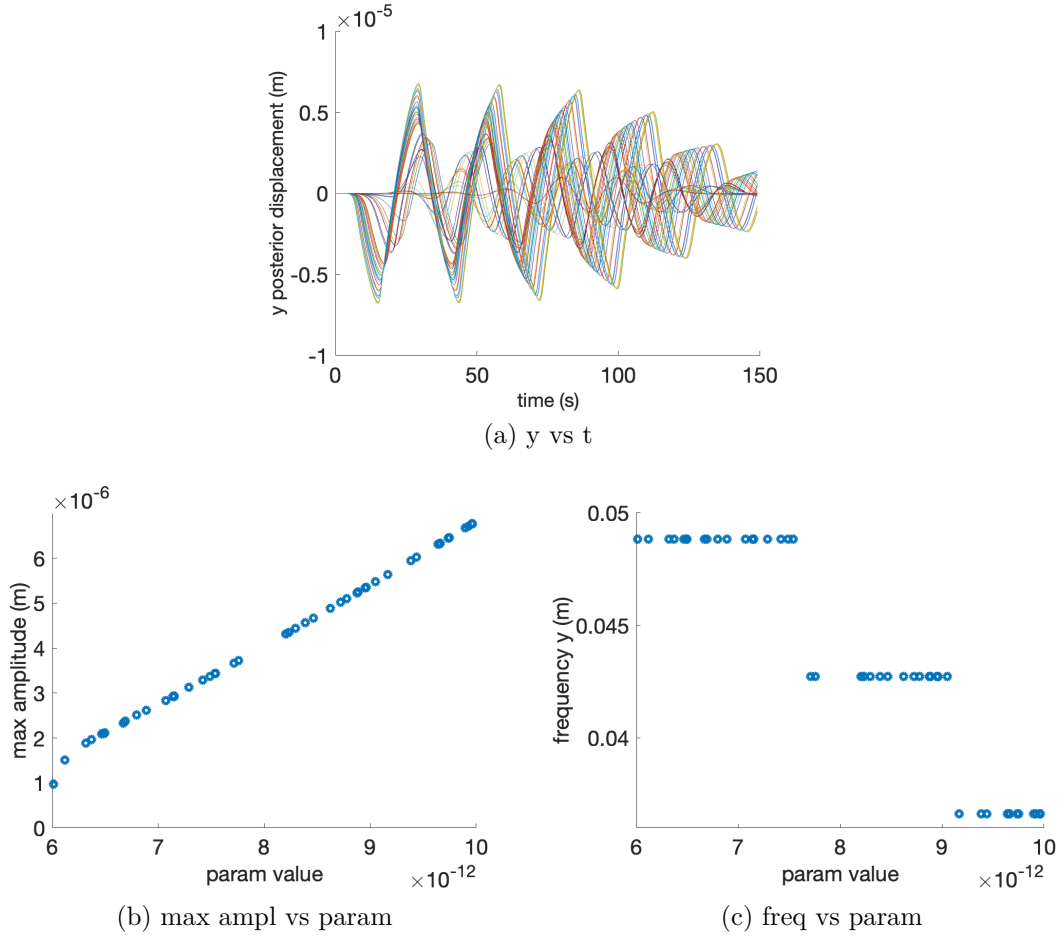 ×10⁻⁵
1
0.5
0
-0.5
-1
y posterior displacement (m)
0 50 100 150
time (s)
(a) y vs t
×10⁻⁶
6
5
4
3
2
1
0
max amplitude (m)
6 7 8 9 10
param value ×10⁻¹²
(b) max ampl vs param
0.05
0.045
0.04
frequency y (m)
6 7 8 9 10
param value ×10⁻¹²
(c) freq vs param